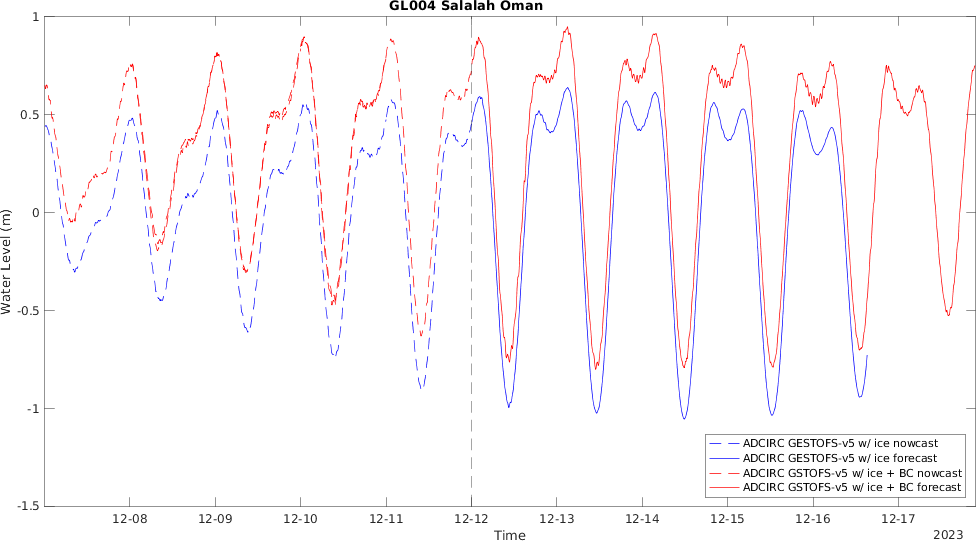 GL004 Salalah Oman
1
0.5
0
-0.5
-1
-1.5
Water Level (m)
12-08
12-09
12-10
12-11
12-12
12-13
12-14
12-15
12-16
12-17
Time
2023
ADCIRC GESTOFS-v5 w/ ice nowcast
ADCIRC GESTOFS-v5 w/ ice forecast
ADCIRC GSTOFS-v5 w/ ice + BC nowcast
ADCIRC GSTOFS-v5 w/ ice + BC forecast